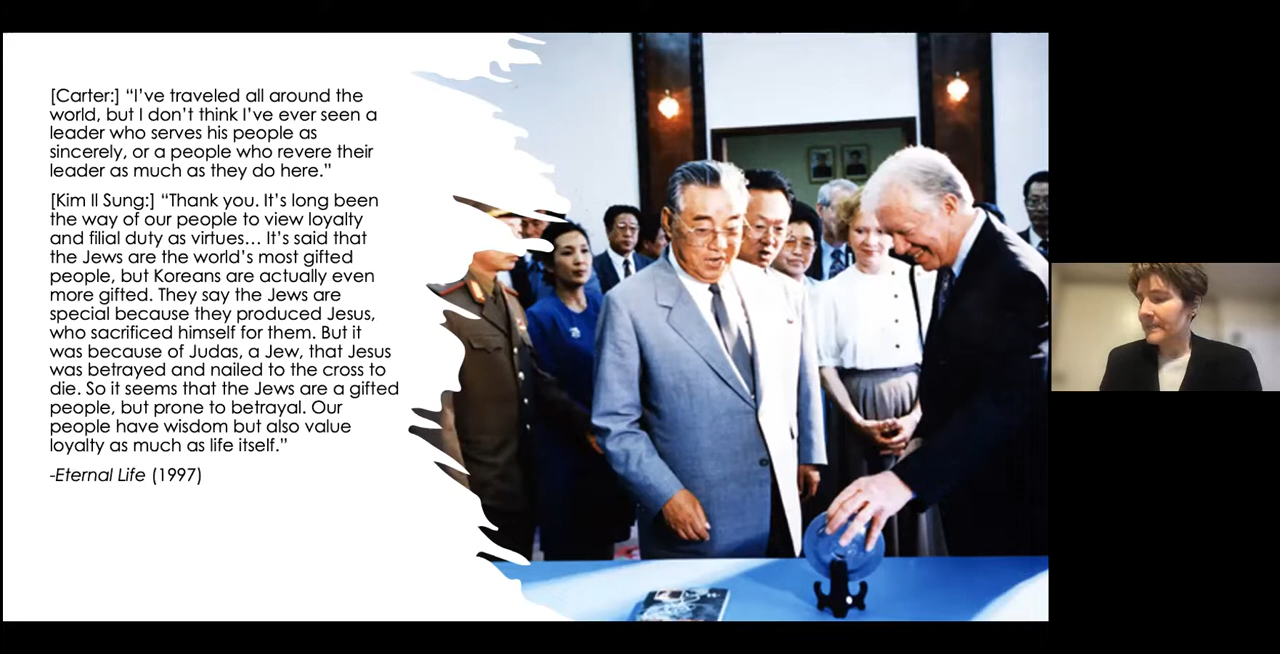 [Carter:] “I’ve traveled all around the
world, but I don’t think I’ve ever seen a
leader who serves his people as
sincerely, or a people who revere their
leader as much as they do here.”
[Kim Il Sung:] “Thank you. It’s long been
the way of our people to view loyalty
and filial duty as virtues… It’s said that
the Jews are the world’s most gifted
people, but Koreans are actually even
more gifted. They say the Jews are
special because they produced Jesus,
who sacrificed himself for them. But it
was because of Judas, a Jew, that Jesus
was betrayed and nailed to the cross to
die. So it seems that the Jews are a gifted
people, but prone to betrayal. Our
people have wisdom but also value
loyalty as much as life itself.”
-Eternal Life (1997)